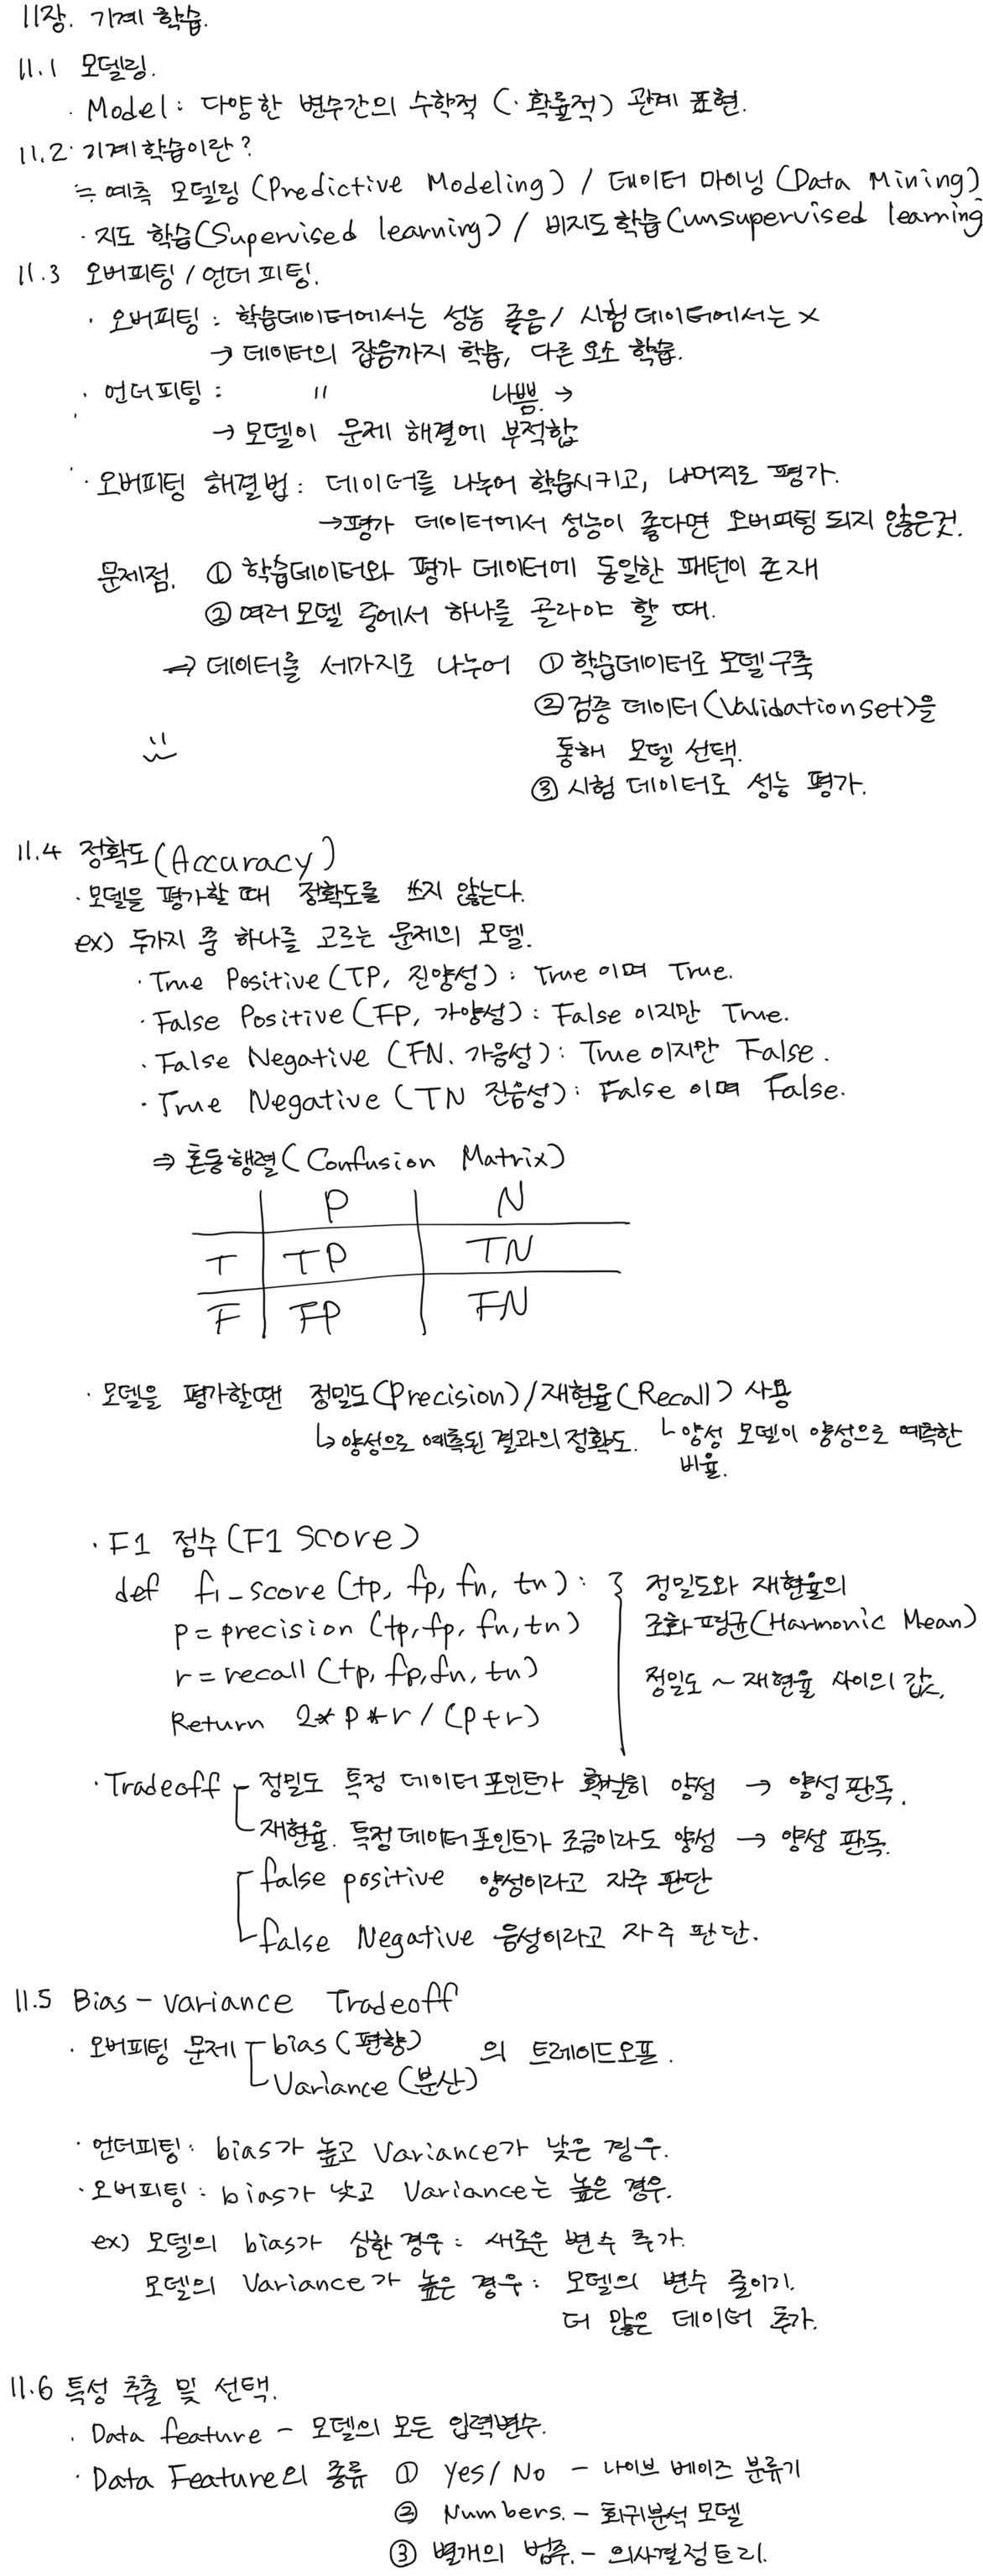 11장. 기계 학습.
11.1 모델링.
· Model : 다양한 변수간의 수학적 (·확률적) 관계 표현.
11.2 기계학습이란?
≒ 예측 모델링 (Predictive Modeling) / 데이터 마이닝 (Data Mining)
· 지도 학습(Supervised learning) / 비지도학습(unsupervised learning
11.3 오버피팅 / 언더피팅.
· 오버피팅 : 학습데이터에서는 성능 좋음 / 시험데이터에서는 X
→ 데이터의 잡음까지 학습, 다른 요소 학습.
· 언더피팅 : " 나쁨. →
→ 모델이 문제 해결에 부적합
· 오버피팅 해결법 : 데이터를 나누어 학습시키고, 나머지로 평가.
→평가 데이터에서 성능이 좋다면 오버피팅 되지 않은것.
문제점. ① 학습데이터와 평가 데이터에 동일한 패턴이 존재
② 여러모델 중에서 하나를 골라야 할 때.
⇒ 데이터를 세가지로 나누어 ① 학습데이터로 모델구축
② 검증 데이터(Validation set)을
통해 모델 선택.
③ 시험 데이터로 성능 평가.
11.4 정확도(Accuracy)
· 모델을 평가할 때 정확도를 쓰지 않는다.
ex) 두가지 중 하나를 고르는 문제의 모델.
· True Positive (TP, 진양성) : True 이며 True.
· False Positive (FP, 가양성) : False 이지만 True.
· False Negative (FN. 가음성) : True 이지만 False.
· True Negative (TN 진음성) : False 이며 False.
⇒ 혼동행렬(Confusion Matrix)
P N
T TP TN
F FP FN
· 모델을 평가할땐 정밀도(Precision)/재현율(Recall) 사용
↳양성으로 예측된 결과의 정확도. └ 양성 모델이 양성으로 예측한
비율.
· F1 점수 (F1 Score)
def f1_score (tp, fp, fn, tn) : 정밀도와 재현율의
p = precision (tp, fp, fn, tn) 조화평균(Harmonic Mean)
r = recall (tp, fp, fn, tn) 정밀도 ~ 재현율 사이의 값.
Return 2*p*r / (p+r)
· Tradeoff 정밀도 특정 데이터포인트가 확실히 양성 → 양성판독.
재현율. 특정데이터포인트가 조금이라도 양성 → 양성 판독.
false positive 양성이라고 자주 판단
false Negative 음성이라고 자주 판단.
11.5 Bias - variance Tradeoff
· 오버피팅 문제 bias (편향) 의 트레이드오프.
Variance (분산)
· 언더피팅 : bias가 높고 Variance가 낮은 경우.
· 오버피팅 : bias가 낮고 Variance는 높은 경우.
ex) 모델의 bias가 심한 경우 : 새로운 변수 추가.
모델의 Variance가 높은 경우 : 모델의 변수 줄이기.
더 많은 데이터 추가.
11.6 특성 추출 및 선택.
· Data feature - 모델의 모든 입력변수.
· Data Feature의 종류 ① Yes/ No - 나이브 베이즈 분류기
② Numbers. - 회귀분석 모델
③ 별개의 범주. - 의사결정트리.